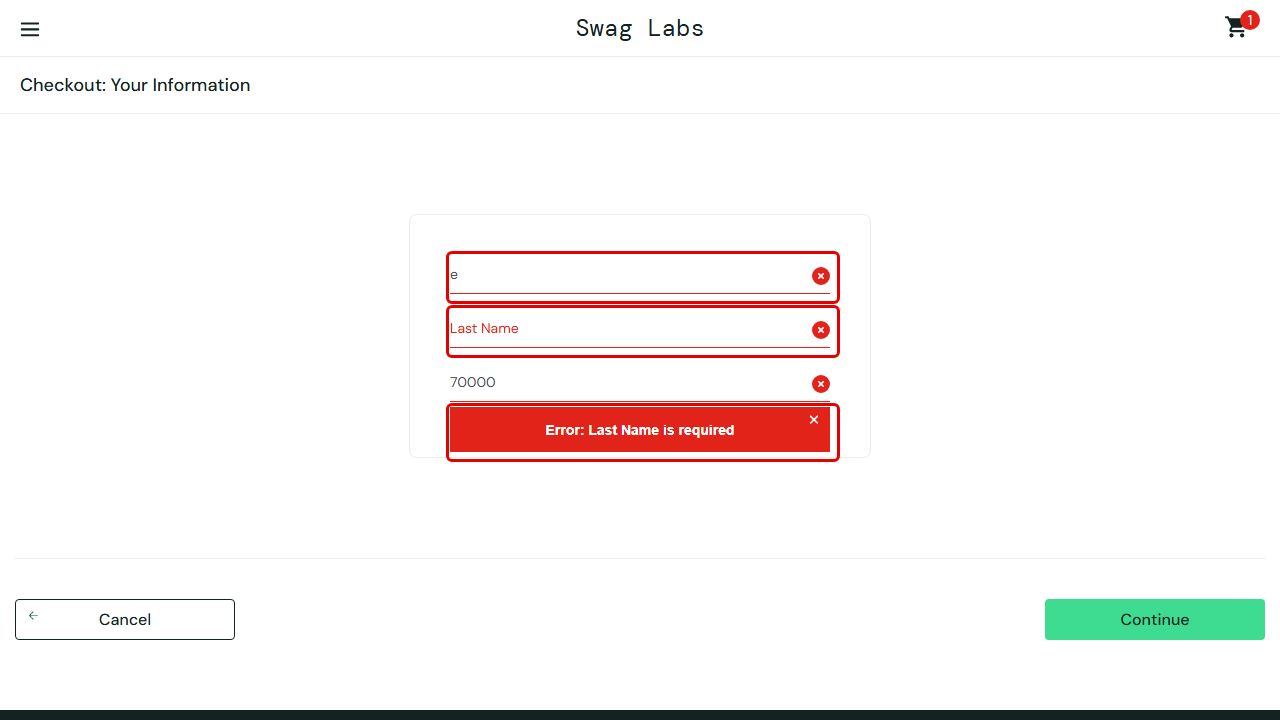 Swag Labs
1
Checkout: Your Information
e
Last Name
70000
Error: Last Name is required
Cancel
Continue